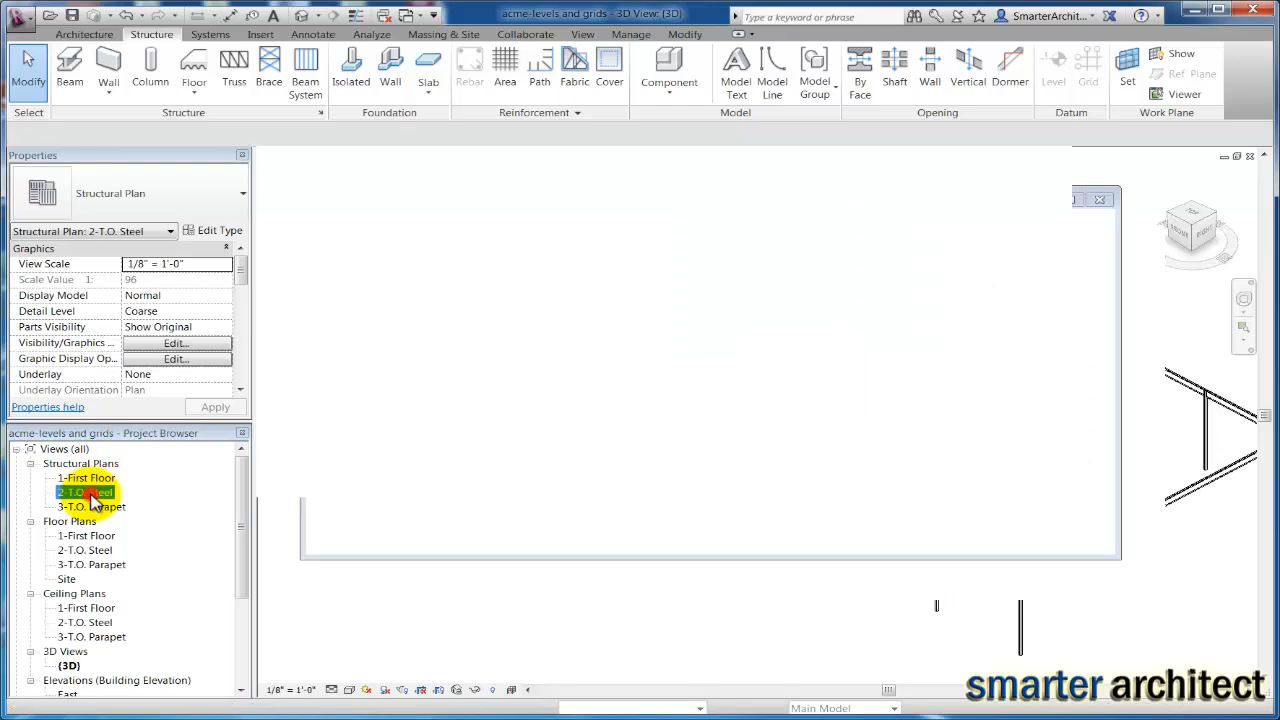 acme-levels and grids - 3D View: {3D}
Type a keyword or phrase
SmarterArchit...
Architecture Structure Systems Insert Annotate Analyze Massing & Site Collaborate View Manage Modify
Modify Beam Wall Column Floor Truss Brace Beam System Isolated Wall Slab Rebar Area Path Fabric Cover Component Model Text Model Line Model Group By Face Shaft Wall Vertical Dormer Level Grid Set Show Ref Plane Viewer
Select Structure Foundation Reinforcement Model Opening Datum Work Plane
Properties
Structural Plan
Structural Plan: 2-T.O. Steel Edit Type
Graphics
View Scale 1/8" = 1'-0"
Scale Value 1: 96
Display Model Normal
Detail Level Coarse
Parts Visibility Show Original
Visibility/Graphics ... Edit...
Graphic Display Op... Edit...
Underlay None
Underlay Orientation Plan
Properties help Apply
acme-levels and grids - Project Browser
Views (all)
Structural Plans
1-First Floor
2-T.O. Steel
3-T.O. Parapet
Floor Plans
1-First Floor
2-T.O. Steel
3-T.O. Parapet
Site
Ceiling Plans
1-First Floor
2-T.O. Steel
3-T.O. Parapet
3D Views
{3D}
Elevations (Building Elevation)
East
TOP
FRONT RIGHT
1/8" = 1'-0"
Main Model
smarter architect